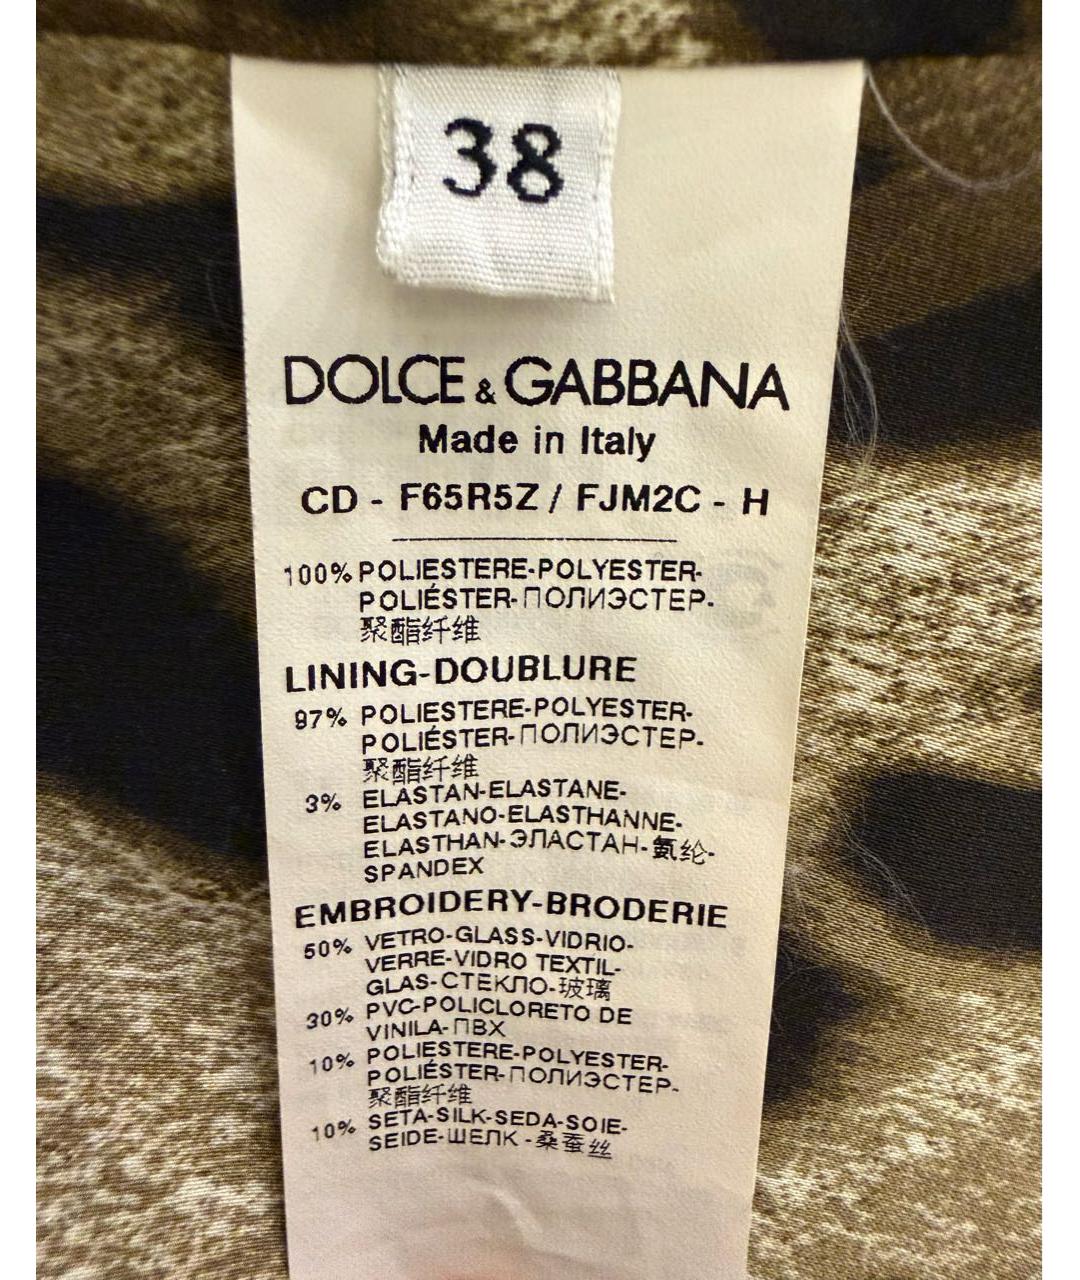 38
DOLCE & GABBANA
Made in Italy
CD - F65R5Z / FJM2C - H
100% POLIESTERE-POLYESTER-
POLIÉSTER-ПОЛИЭСТЕР-
聚酯纤维
LINING-DOUBLURE
97% POLIESTERE-POLYESTER-
POLIÉSTER-ПОЛИЭСТЕР-
聚酯纤维
3% ELASTAN-ELASTANE-
ELASTANO-ELASTHANNE-
ELASTHAN-ЭЛАСТАН-氨纶-
SPANDEX
EMBROIDERY-BRODERIE
50% VETRO-GLASS-VIDRIO-
VERRE-VIDRO TEXTIL-
GLAS-СТЕКЛО-玻璃
30% PVC-POLICLORETO DE
VINILA-ПВХ
10% POLIESTERE-POLYESTER-
POLIÉSTER-ПОЛИЭСТЕР-
聚酯纤维
10% SETA-SILK-SEDA-SOIE-
SEIDE-ШЕЛК-桑蚕丝